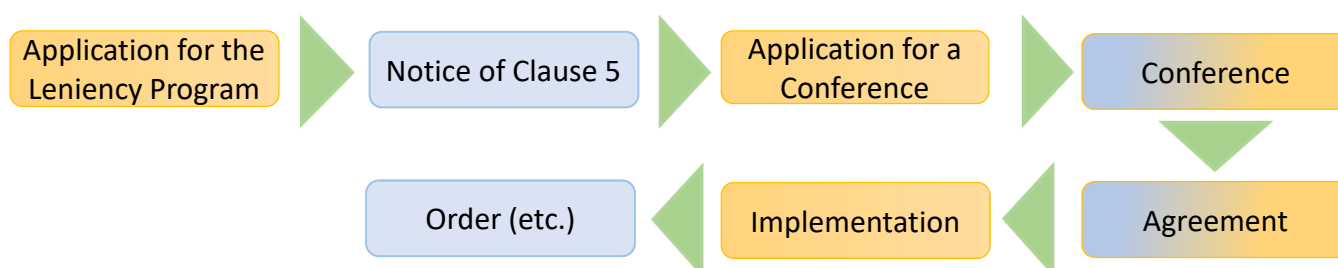 Application for the
Leniency Program
Notice of Clause 5
Application for a
Conference
Conference
Order (etc.)
Implementation
Agreement